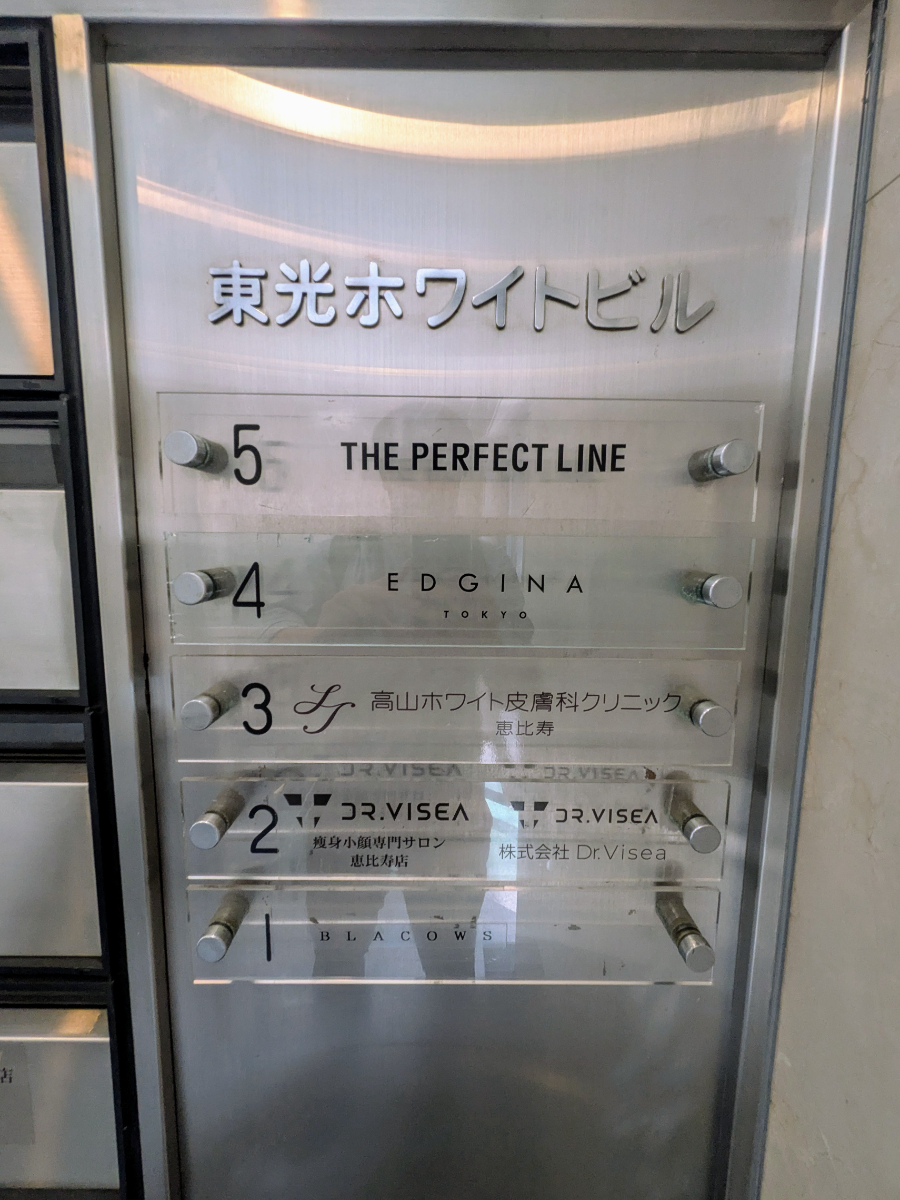 東光ホワイトビル
5 THE PERFECT LINE
4 EDGINA
TOKYO
3 高山ホワイト皮膚科クリニック
恵比寿
2 DR.VISEA DR.VISEA
痩身小顔専門サロン 株式会社 Dr.Visea
恵比寿店
1 BLACOWS
店